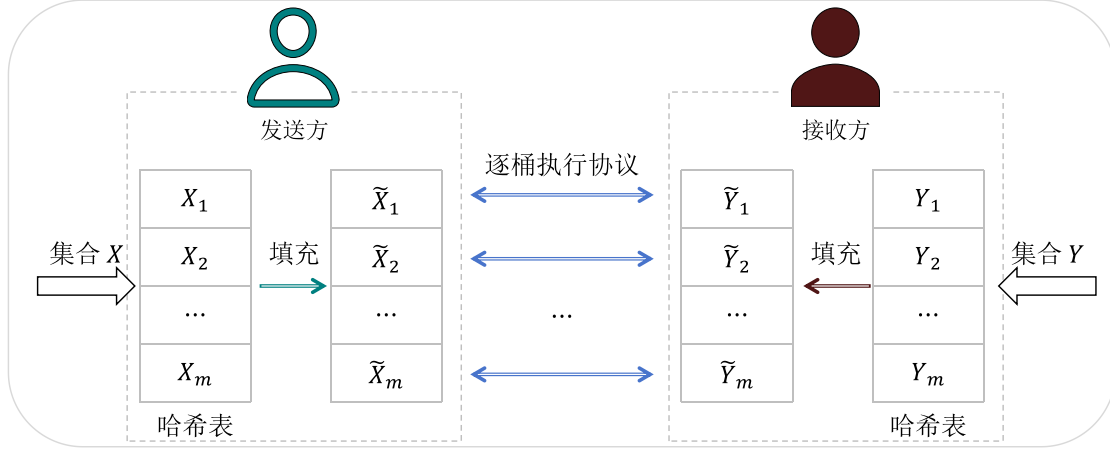 发送方
接收方
逐桶执行协议
集合 X
X₁
X₂
...
Xₘ
填充
X̃₁
X̃₂
...
X̃ₘ
...
Ỹ₁
Ỹ₂
...
Ỹₘ
填充
Y₁
Y₂
...
Yₘ
集合 Y
哈希表
哈希表